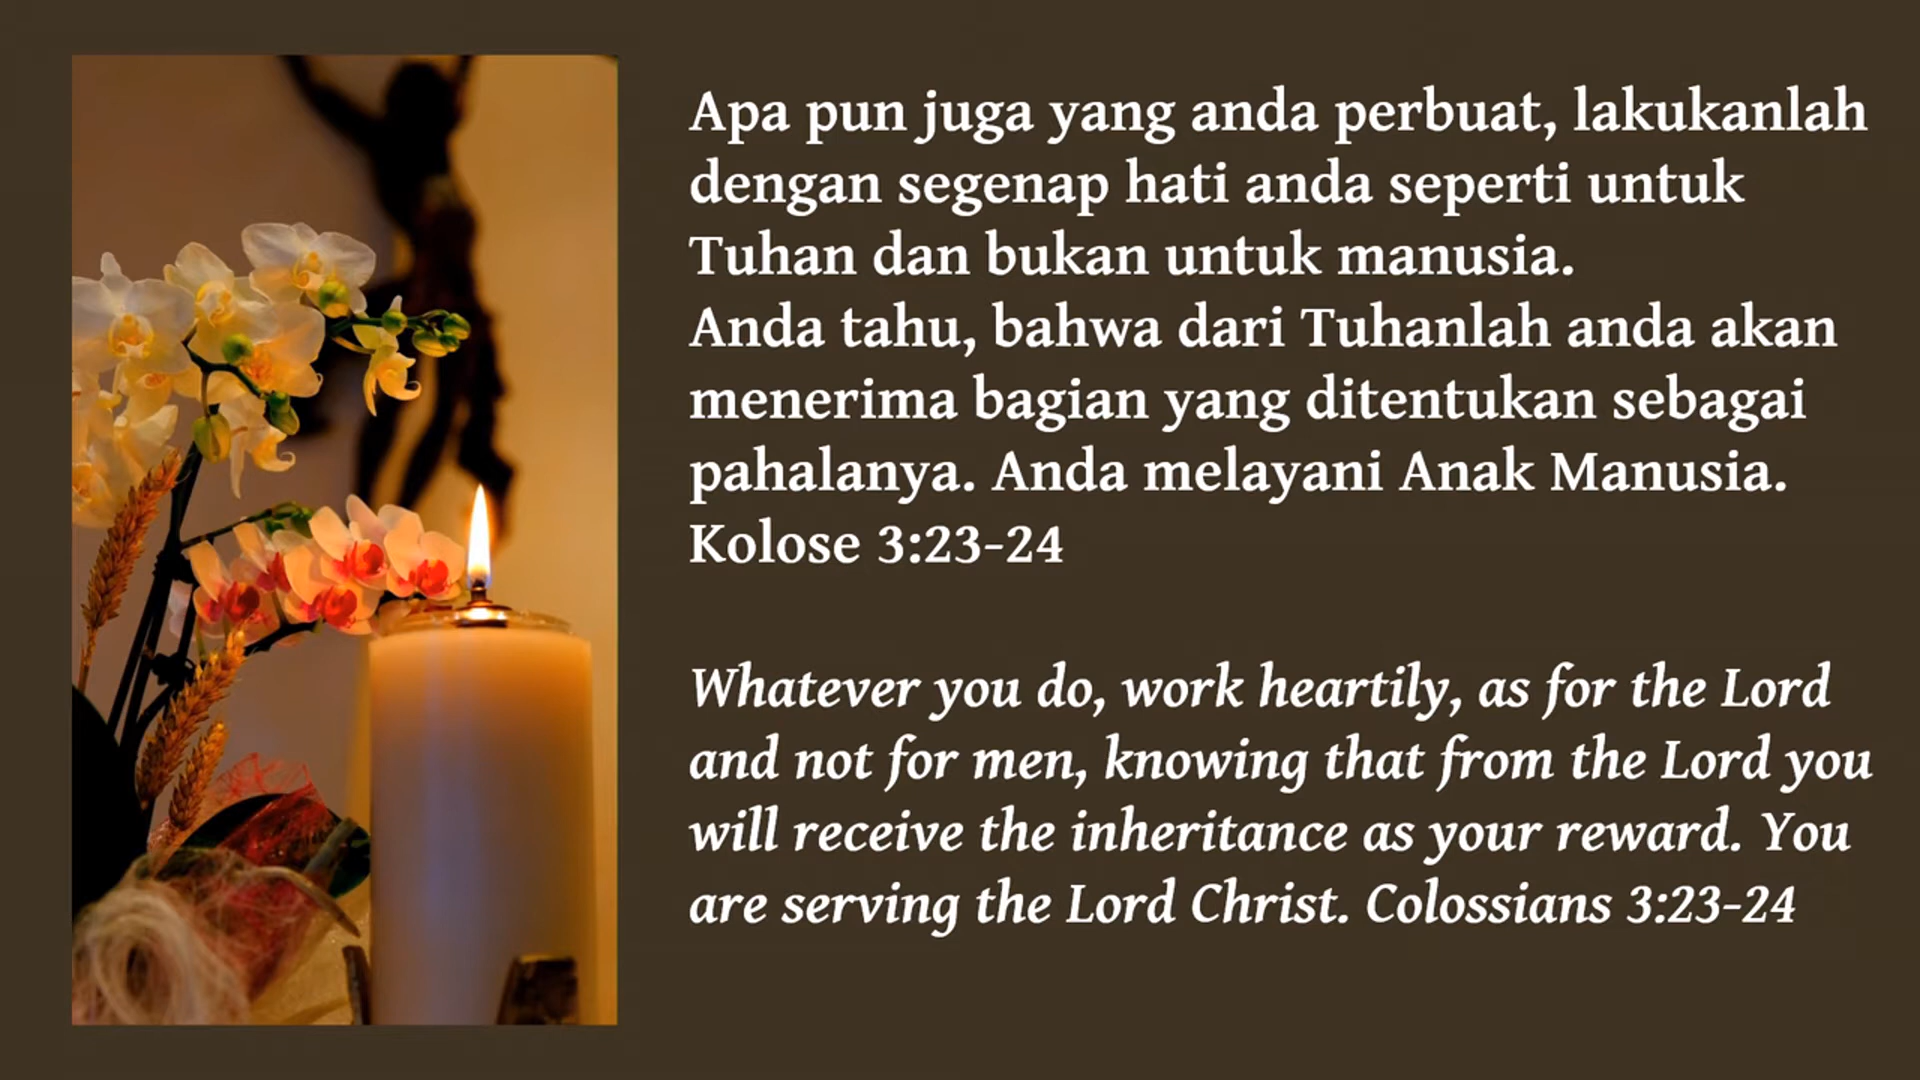 Apa pun juga yang anda perbuat, lakukanlah
dengan segenap hati anda seperti untuk
Tuhan dan bukan untuk manusia.
Anda tahu, bahwa dari Tuhanlah anda akan
menerima bagian yang ditentukan sebagai
pahalanya. Anda melayani Anak Manusia.
Kolose 3:23-24
Whatever you do, work heartily, as for the Lord
and not for men, knowing that from the Lord you
will receive the inheritance as your reward. You
are serving the Lord Christ. Colossians 3:23-24